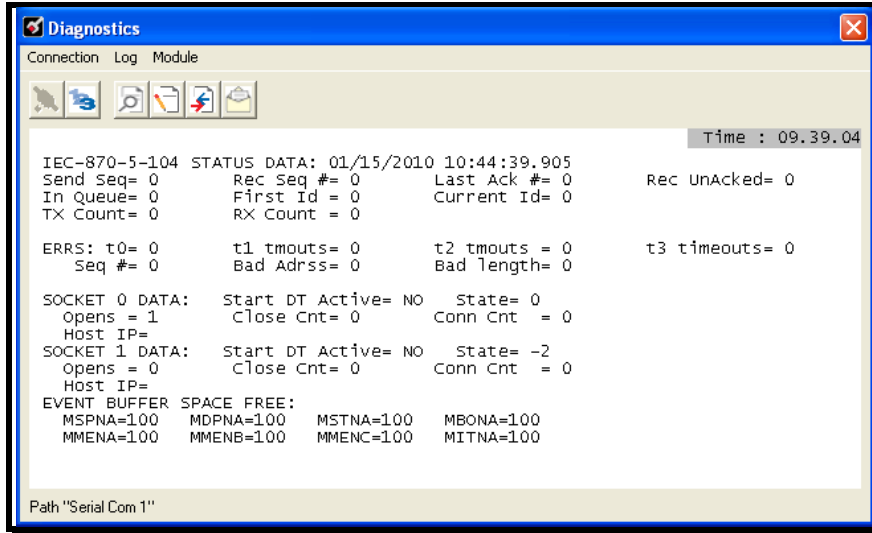 Diagnostics
Connection Log Module
Time : 09.39.04
IEC-870-5-104 STATUS DATA: 01/15/2010 10:44:39.905
Send Seq= 0 Rec Seq #= 0 Last Ack #= 0 Rec UnAcked= 0
In Queue= 0 First Id = 0 Current Id= 0
TX Count= 0 RX Count = 0
ERRS: t0= 0 t1 tmouts= 0 t2 tmouts = 0 t3 timeouts= 0
Seq #= 0 Bad Adrss= 0 Bad length= 0
SOCKET 0 DATA: Start DT Active= NO State= 0
Opens = 1 Close Cnt= 0 Conn Cnt = 0
Host IP=
SOCKET 1 DATA: Start DT Active= NO State= -2
Opens = 0 Close Cnt= 0 Conn Cnt = 0
Host IP=
EVENT BUFFER SPACE FREE:
MSPNA=100 MDPNA=100 MSTNA=100 MBONA=100
MMENA=100 MMENB=100 MMENC=100 MITNA=100
Path "Serial Com 1"